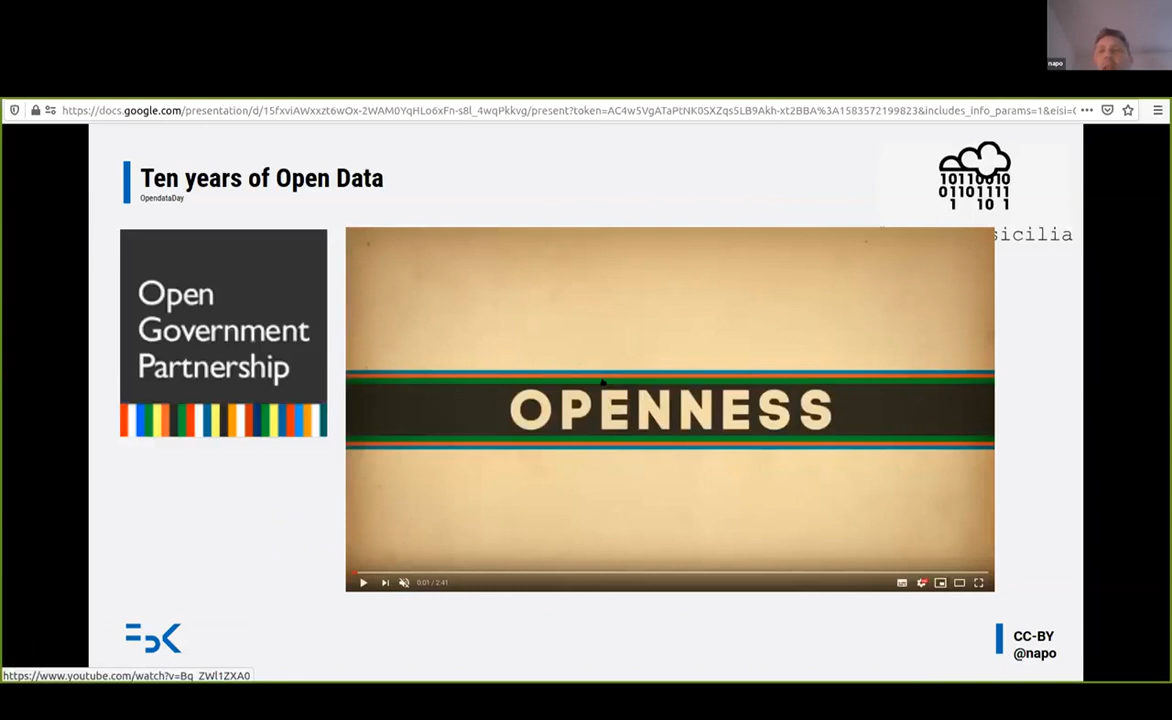 napo
https://docs.google.com/presentation/d/15fxviAWxxzt6wOx-2WAM0YqHLo6xFn-s8l_4wqPkkvg/present?token=AC4w5VgATaPtNK0SXZqs5LB9Akh-xt2BBA%3A1583572199823&includes_info_params=1&eisi=
Ten years of Open Data
OpendataDay
10110010
01101111
1 10 1
sicilia
Open
Government
Partnership
OPENNESS
0:01 / 2:41
CC-BY
@napo
FBK
https://www.youtube.com/watch?v=Bq_ZWl1ZXA0